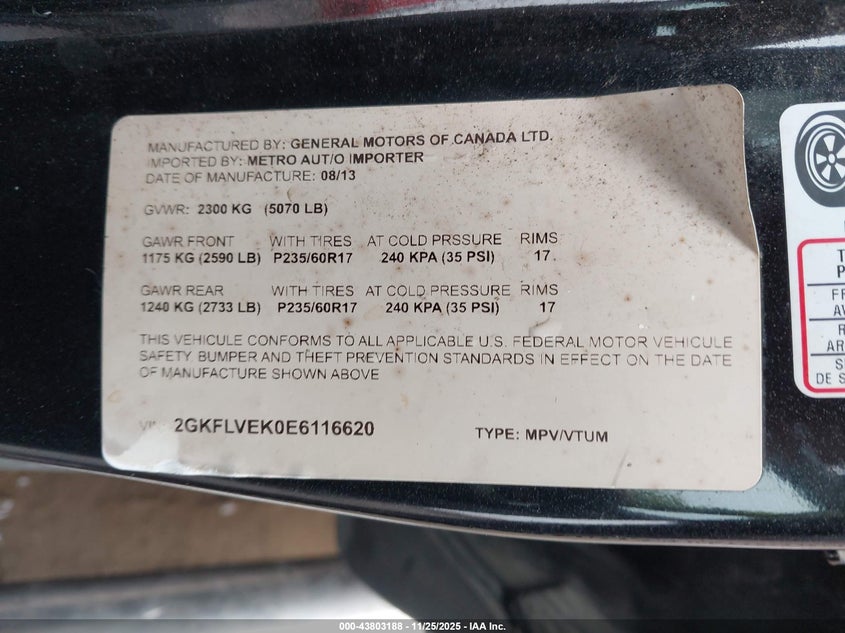 MANUFACTURED BY: GENERAL MOTORS OF CANADA LTD.
IMPORTED BY: METRO AUT/O IMPORTER
DATE OF MANUFACTURE: 08/13
GVWR: 2300 KG (5070 LB)
GAWR FRONT WITH TIRES AT COLD PRSSURE RIMS
1175 KG (2590 LB) P235/60R17 240 KPA (35 PSI) 17.
GAWR REAR WITH TIRES AT COLD PRESSURE RIMS
1240 KG (2733 LB) P235/60R17 240 KPA (35 PSI) 17
THIS VEHICLE CONFORMS TO ALL APPLICABLE U.S. FEDERAL MOTOR VEHICULE
SAFETY, BUMPER AND THEFT PREVENTION STANDARDS IN EFFECT ON THE DATE
OF MANUFACTURE SHOWN ABOVE
VIN: 2GKFLVEK0E6116620 TYPE: MPV/VTUM
DE S
000-43803188 - 11/25/2025 - IAA Inc.